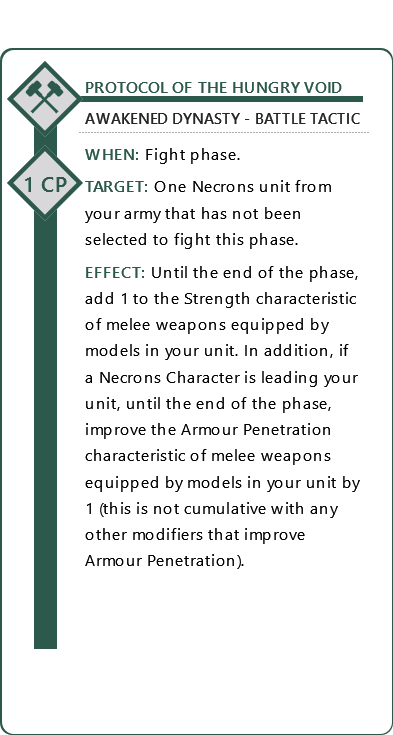 PROTOCOL OF THE HUNGRY VOID
AWAKENED DYNASTY - BATTLE TACTIC
WHEN: Fight phase.
1 CP
TARGET: One Necrons unit from
your army that has not been
selected to fight this phase.
EFFECT: Until the end of the phase,
add 1 to the Strength characteristic
of melee weapons equipped by
models in your unit. In addition, if
a Necrons Character is leading your
unit, until the end of the phase,
improve the Armour Penetration
characteristic of melee weapons
equipped by models in your unit by
1 (this is not cumulative with any
other modifiers that improve
Armour Penetration).